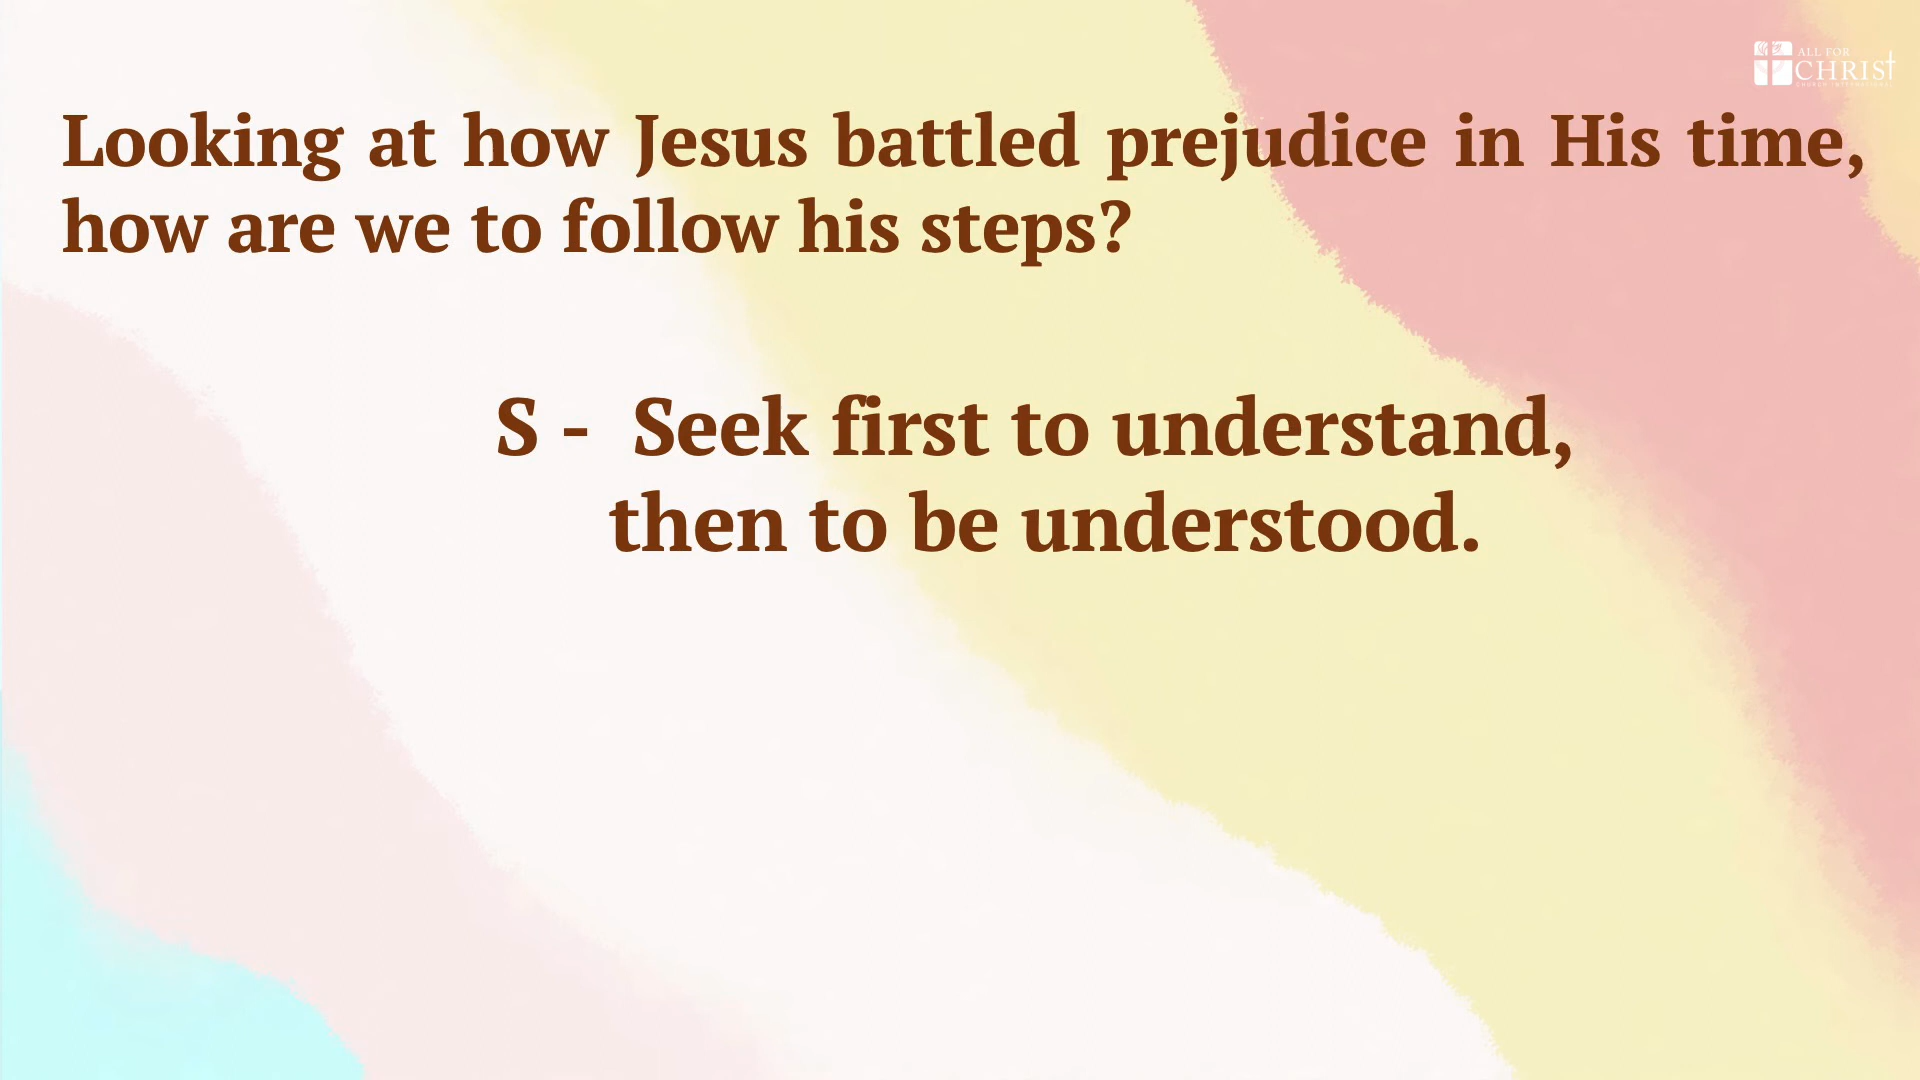 ALL FOR
CHRIST
Looking at how Jesus battled prejudice in His time,
how are we to follow his steps?
S - Seek first to understand,
then to be understood.